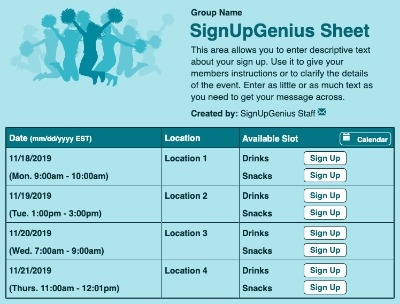 Group Name
SignUpGenius Sheet
This area allows you to enter descriptive text
about your sign up. Use it to give your
members instructions or to clarify the details
of the event. Enter as little or as much text as
you need to get your message across.
Created by: SignUpGenius Staff
Date (mm/dd/yyyy EST) Location Available Slot Calendar
11/18/2019 Location 1 Drinks Sign Up
(Mon. 9:00am - 10:00am) Snacks Sign Up
11/19/2019 Location 2 Drinks Sign Up
(Tue. 1:00pm - 3:00pm) Snacks Sign Up
11/20/2019 Location 3 Drinks Sign Up
(Wed. 7:00am - 9:00am) Snacks Sign Up
11/21/2019 Location 4 Drinks Sign Up
(Thurs. 11:00am - 12:01pm) Snacks Sign Up